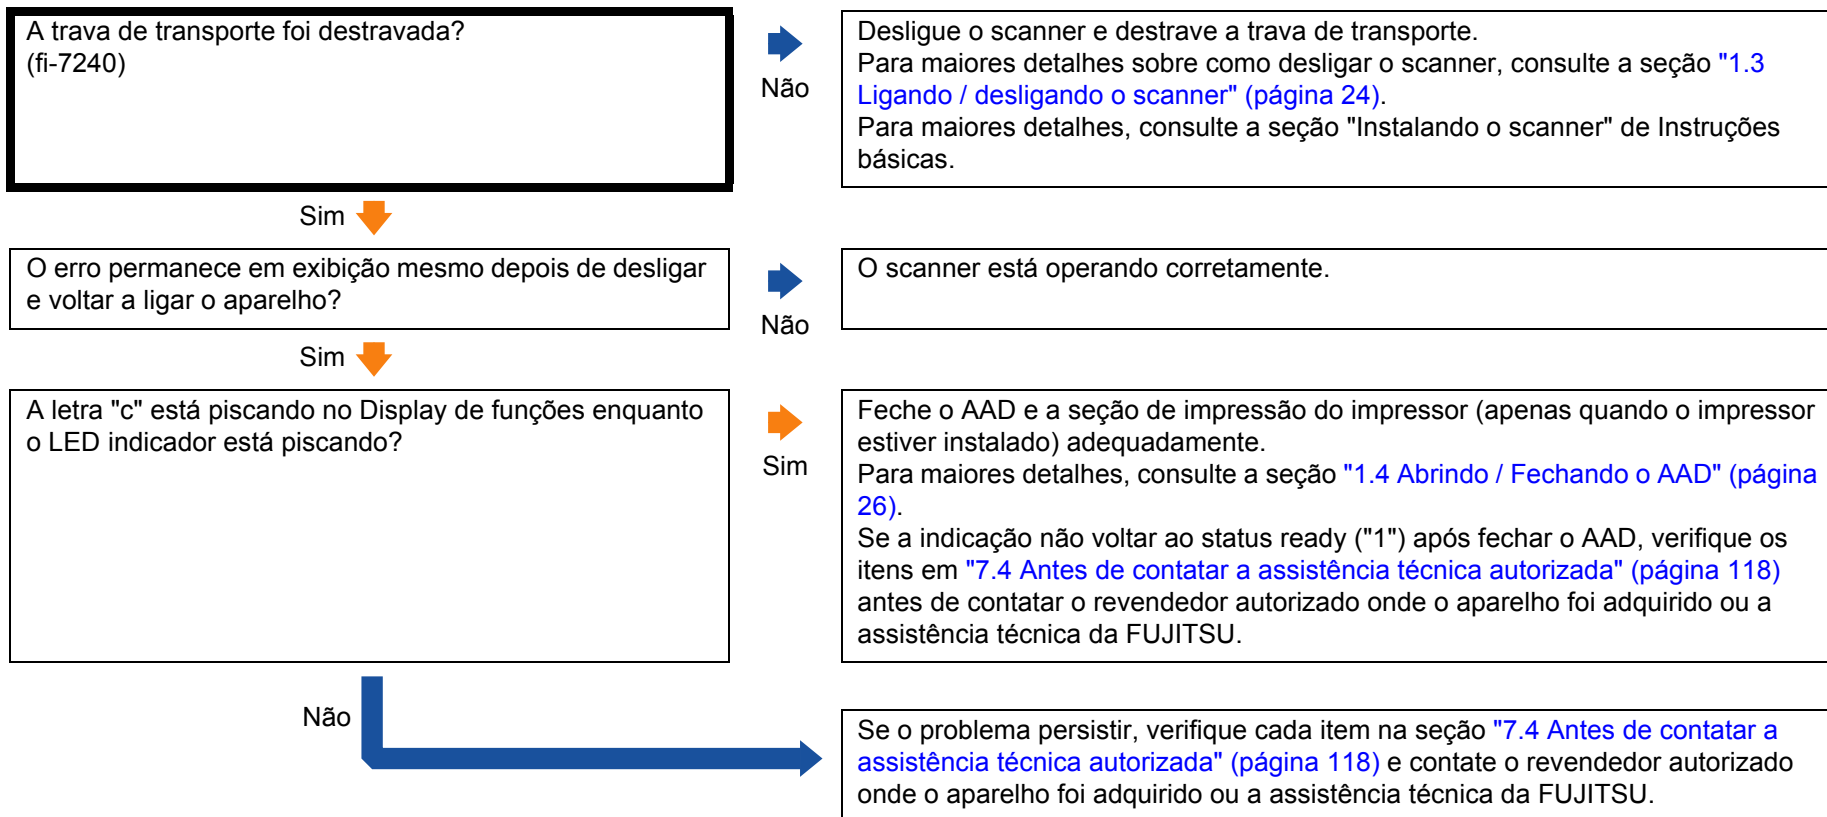 A trava de transporte foi destravada?
(fi-7240)
Não
Desligue o scanner e destrave a trava de transporte.
Para maiores detalhes sobre como desligar o scanner, consulte a seção "1.3
Ligando / desligando o scanner" (página 24).
Para maiores detalhes, consulte a seção "Instalando o scanner" de Instruções
básicas.
Sim
O erro permanece em exibição mesmo depois de desligar
e voltar a ligar o aparelho?
Não
O scanner está operando corretamente.
Sim
A letra "c" está piscando no Display de funções enquanto
o LED indicador está piscando?
Sim
Feche o AAD e a seção de impressão do impressor (apenas quando o impressor
estiver instalado) adequadamente.
Para maiores detalhes, consulte a seção "1.4 Abrindo / Fechando o AAD" (página
26).
Se a indicação não voltar ao status ready ("1") após fechar o AAD, verifique os
itens em "7.4 Antes de contatar a assistência técnica autorizada" (página 118)
antes de contatar o revendedor autorizado onde o aparelho foi adquirido ou a
assistência técnica da FUJITSU.
Não
Se o problema persistir, verifique cada item na seção "7.4 Antes de contatar a
assistência técnica autorizada" (página 118) e contate o revendedor autorizado
onde o aparelho foi adquirido ou a assistência técnica da FUJITSU.